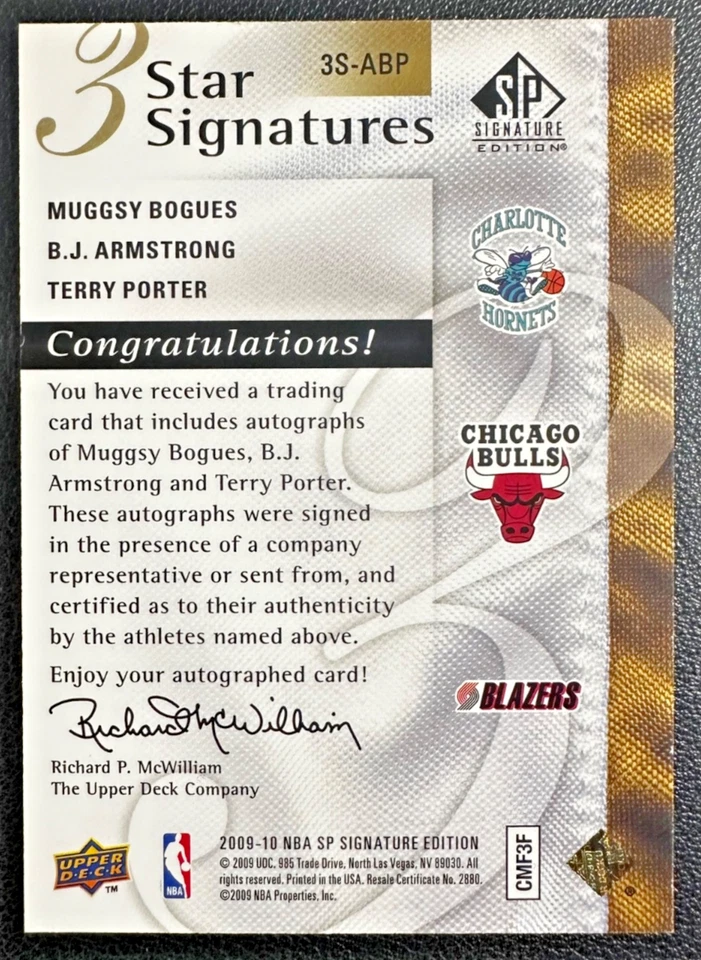 3 Star
Signatures
3S-ABP
SP
SIGNATURE
EDITION®
MUGGSY BOGUES
B.J. ARMSTRONG
TERRY PORTER
CHARLOTTE
HORNETS
Congratulations!
You have received a trading
card that includes autographs
of Muggsy Bogues, B.J.
Armstrong and Terry Porter.
These autographs were signed
in the presence of a company
representative or sent from, and
certified as to their authenticity
by the athletes named above.
Enjoy your autographed card!
CHICAGO
BULLS
BLAZERS
Richard P. McWilliam
Richard P. McWilliam
The Upper Deck Company
UPPER
D·E·C·K
TM
NBA
2009-10 NBA SP SIGNATURE EDITION
© 2009 UDC. 985 Trade Drive, North Las Vegas, NV 89030. All
rights reserved. Printed in the USA. Resale Certificate No. 2880.
©2009 NBA Properties, Inc.
CMF3F
®